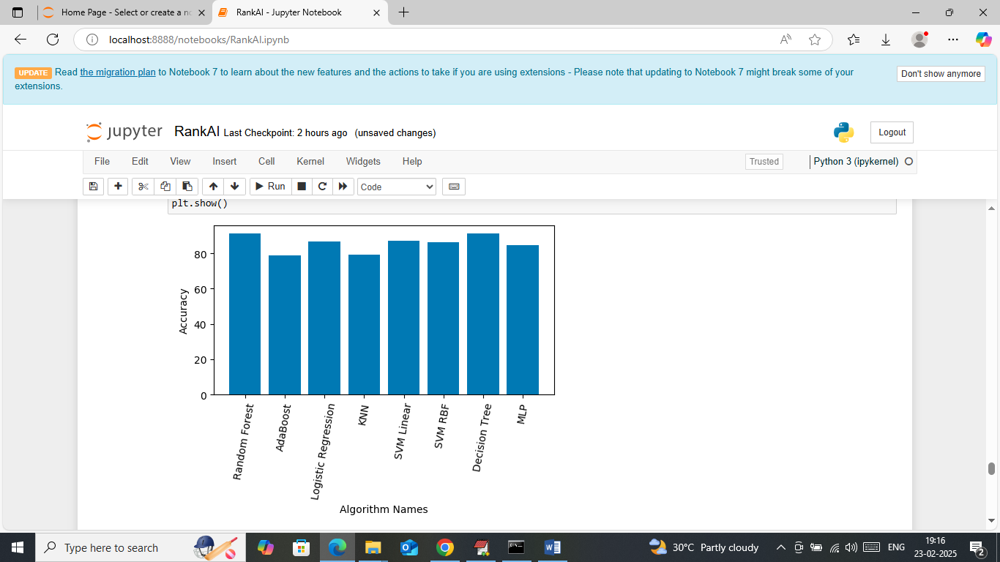 Home Page - Select or create a no
RankAI - Jupyter Notebook
localhost:8888/notebooks/RankAI.ipynb
UPDATE Read the migration plan to Notebook 7 to learn about the new features and the actions to take if you are using extensions - Please note that updating to Notebook 7 might break some of your
extensions.
Don't show anymore
jupyter RankAI Last Checkpoint: 2 hours ago (unsaved changes)
Logout
File Edit View Insert Cell Kernel Widgets Help
Trusted
Python 3 (ipykernel)
Run
Code
plt.show()
Accuracy
80
60
40
20
0
Random Forest
AdaBoost
Logistic Regression
KNN
SVM Linear
SVM RBF
Decision Tree
MLP
Algorithm Names
Type here to search
30°C Partly cloudy
ENG
19:16
23-02-2025
2